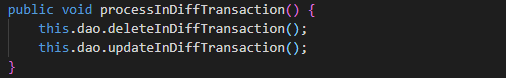 public void processInDiffTransaction() {
    this.dao.deleteInDiffTransaction();
    this.dao.updateInDiffTransaction();
}